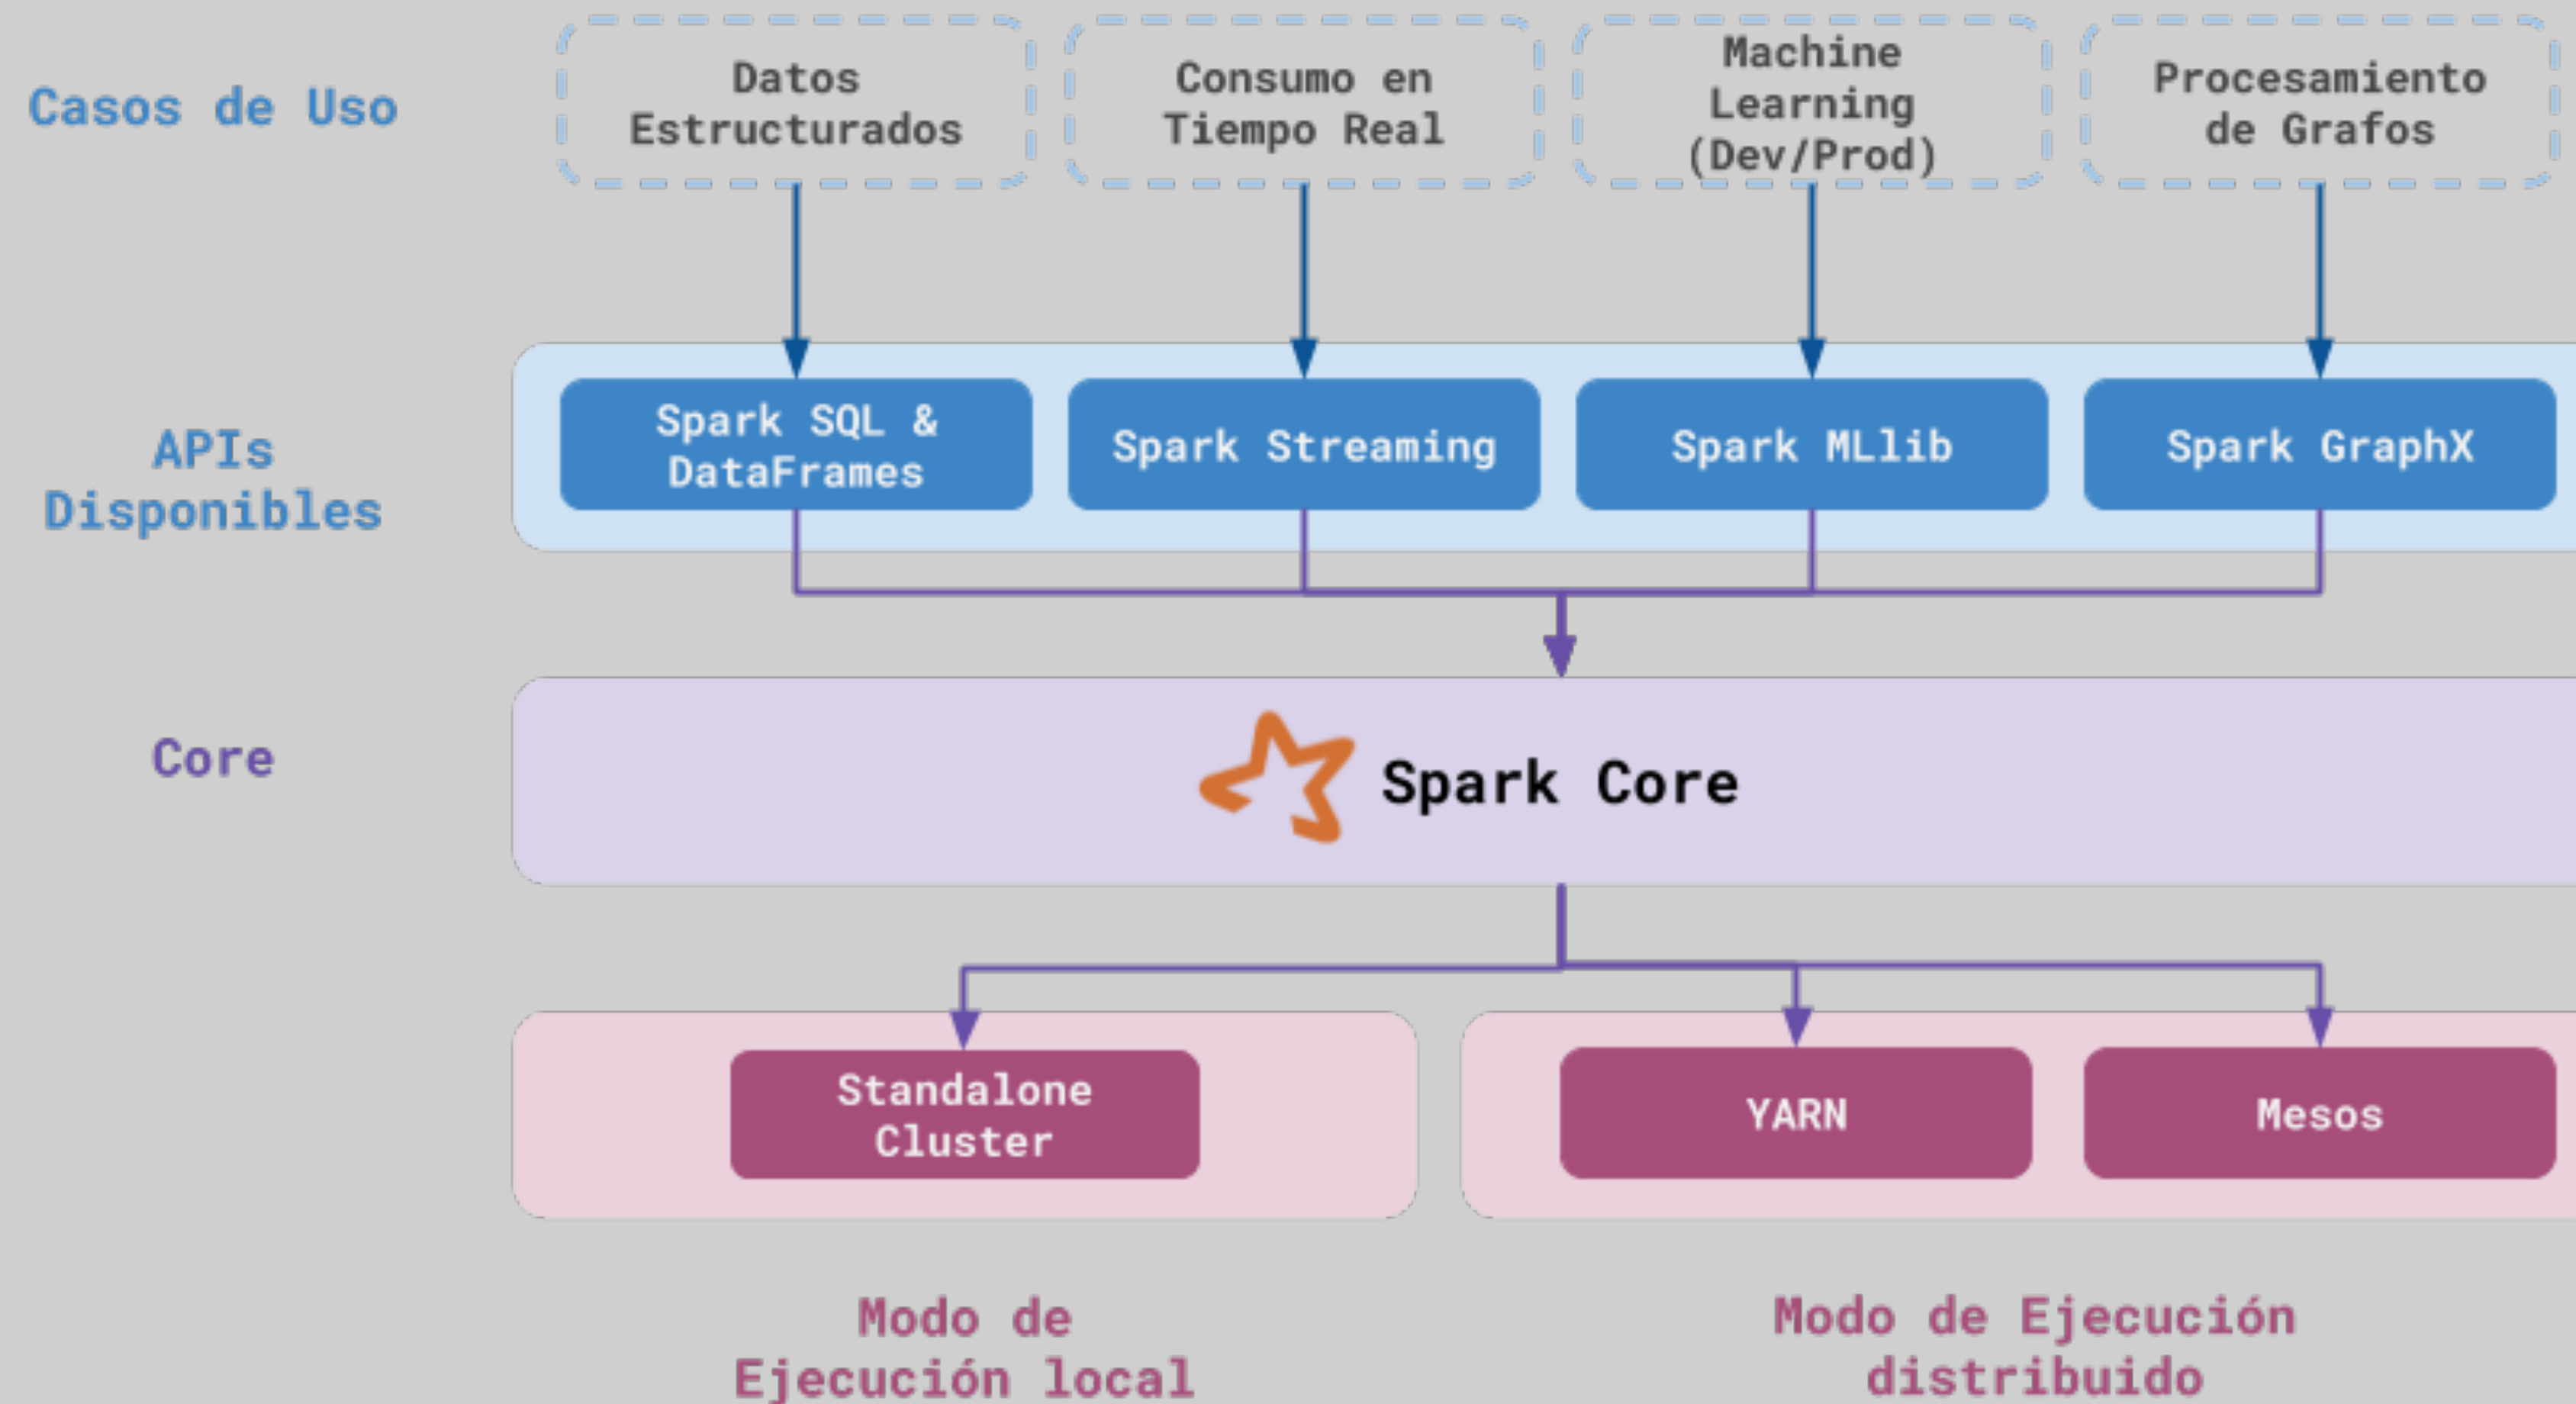 Casos de Uso
Datos
Estructurados
Consumo en
Tiempo Real
Machine
Learning
(Dev/Prod)
Procesamiento
de Grafos
APIs
Disponibles
Spark SQL &
DataFrames
Spark Streaming
Spark MLlib
Spark GraphX
Core
Spark Core
Standalone
Cluster
YARN
Mesos
Modo de
Ejecución local
Modo de Ejecución
distribuido